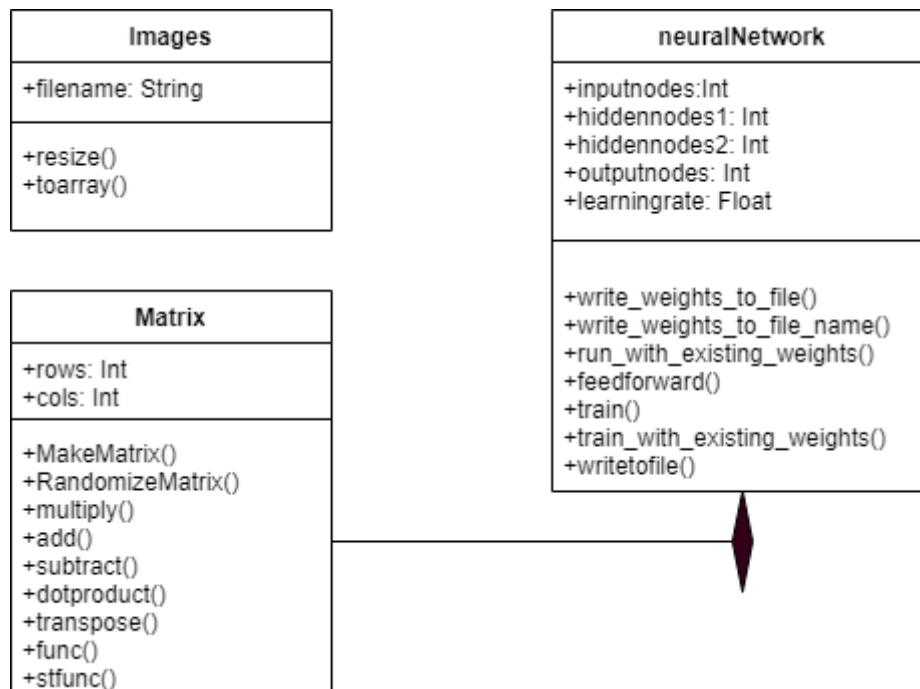 Images
+filename: String
+resize()
+toarray()
neuralNetwork
+inputnodes:Int
+hiddennodes1: Int
+hiddennodes2: Int
+outputnodes: Int
+learningrate: Float
+write_weights_to_file()
+write_weights_to_file_name()
+run_with_existing_weights()
+feedforward()
+train()
+train_with_existing_weights()
+writetofile()
Matrix
+rows: Int
+cols: Int
+MakeMatrix()
+RandomizeMatrix()
+multiply()
+add()
+subtract()
+dotproduct()
+transpose()
+func()
+stfunc()